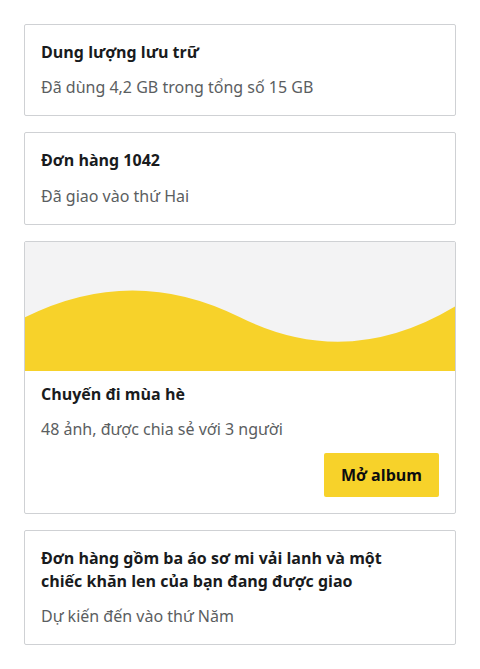 Dung lượng lưu trữ
Đã dùng 4,2 GB trong tổng số 15 GB
Đơn hàng 1042
Đã giao vào thứ Hai
Chuyến đi mùa hè
48 ảnh, được chia sẻ với 3 người
Mở album
Đơn hàng gồm ba áo sơ mi vải lanh và một
chiếc khăn len của bạn đang được giao
Dự kiến đến vào thứ Năm